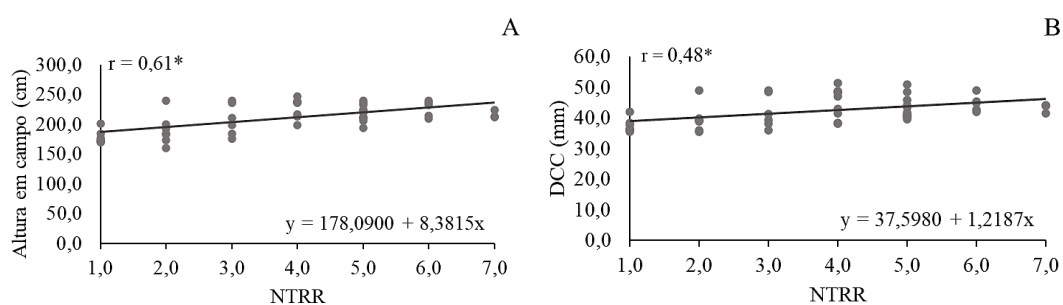 A
r = 0,61*
300,0
250,0
200,0
150,0
100,0
50,0
0,0
Altura em campo (cm)
y = 178,0900 + 8,3815x
1,0 2,0 3,0 4,0 5,0 6,0 7,0
NTRR
B
r = 0,48*
60,0
50,0
40,0
30,0
20,0
10,0
0,0
DCC (mm)
y = 37,5980 + 1,2187x
1,0 2,0 3,0 4,0 5,0 6,0 7,0
NTRR